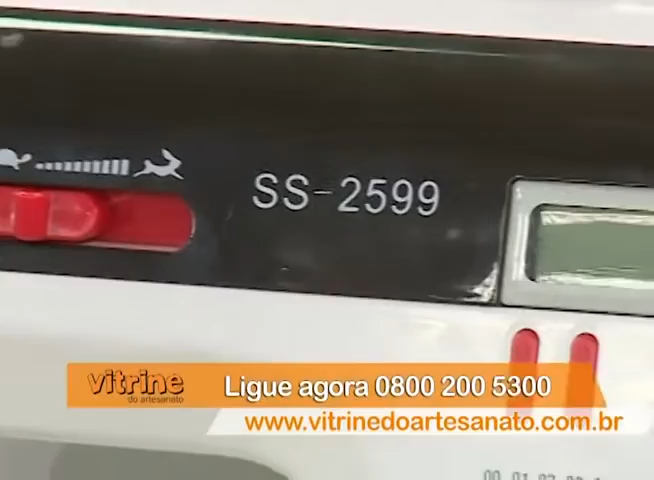 SS-2599
vitrine
do artesanato
Ligue agora 0800 200 5300
www.vitrinedoartesanato.com.br